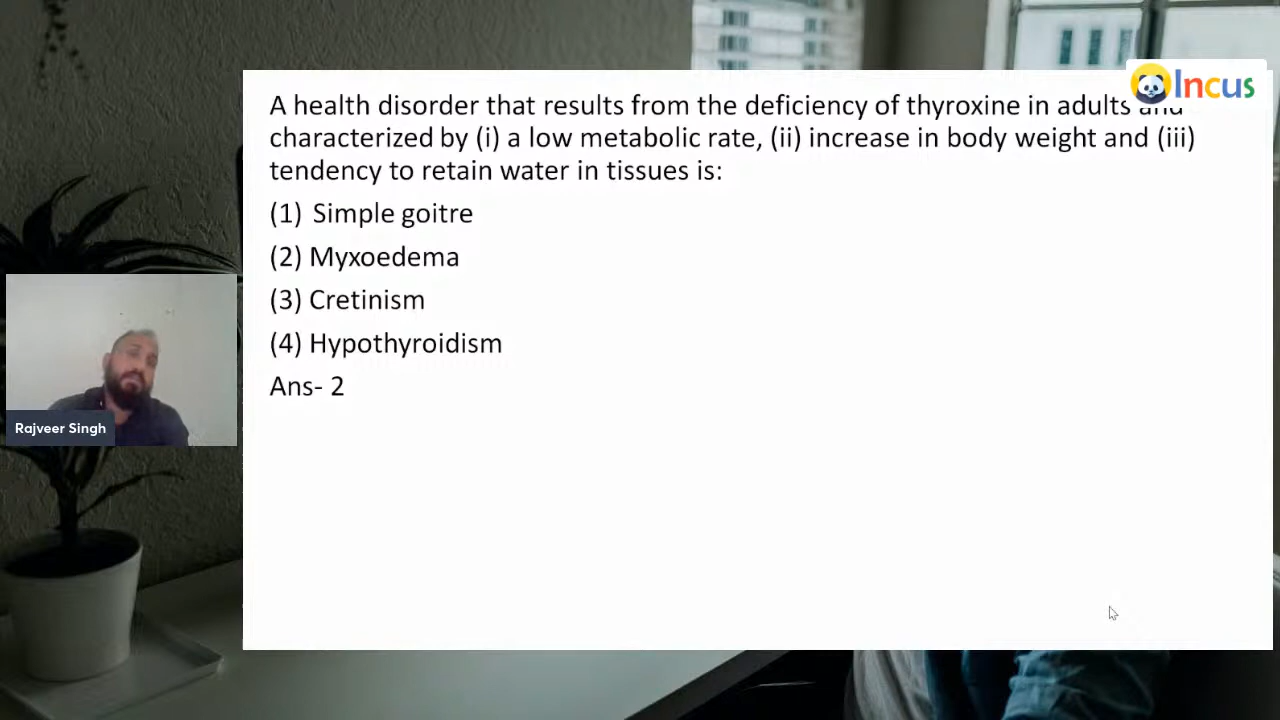 Incus
A health disorder that results from the deficiency of thyroxine in adults and
characterized by (i) a low metabolic rate, (ii) increase in body weight and (iii)
tendency to retain water in tissues is:
(1) Simple goitre
(2) Myxoedema
(3) Cretinism
(4) Hypothyroidism
Ans- 2
Rajveer Singh